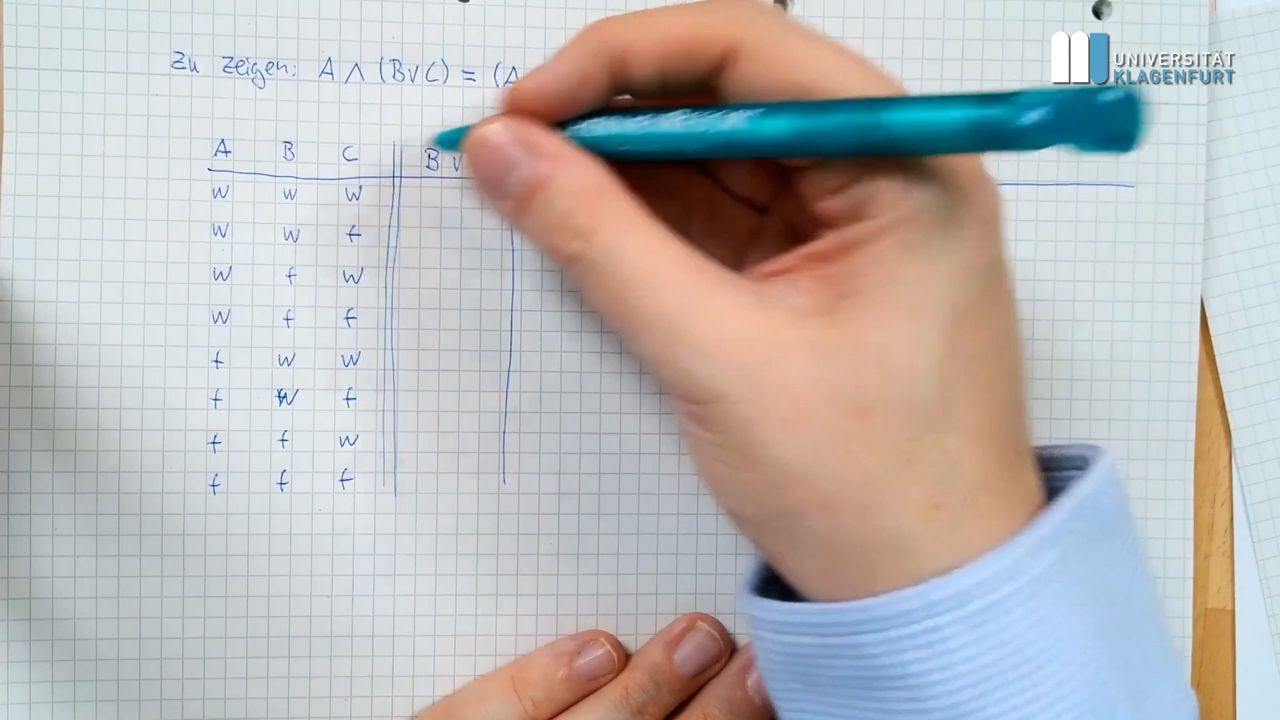 UNIVERSITÄT
KLAGENFURT
Zu zeigen: A ∧ (B∨C) = (A
A B C B ∨
w w w
w w f
w f w
w f f
f w w
f w f
f f w
f f f